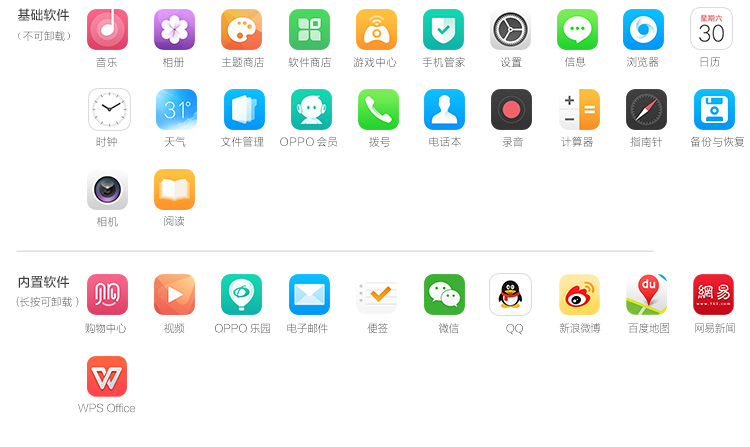 基础软件
（不可卸载）
星期六
30
音乐
相册
主题商店
软件商店
游戏中心
手机管家
设置
信息
浏览器
日历
31°
时钟
天气
文件管理
OPPO 会员
拨号
电话本
录音
计算器
指南针
备份与恢复
相机
阅读
内置软件
(长按可卸载 )
du
網易
www.163.com
购物中心
视频
OPPO 乐园
电子邮件
便签
微信
QQ
新浪微博
百度地图
网易新闻
WPS Office